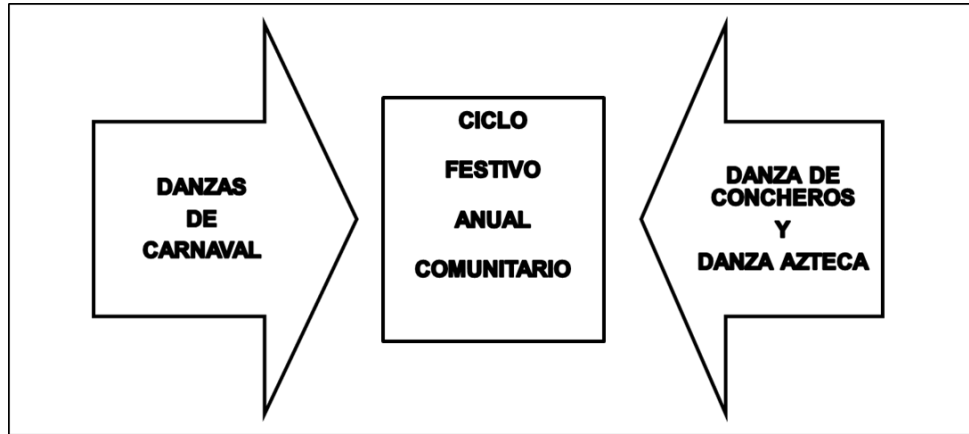 DANZAS
DE
CARNAVAL
CICLO
FESTIVO
ANUAL
COMUNITARIO
DANZA DE
CONCHEROS
Y
DANZA AZTECA